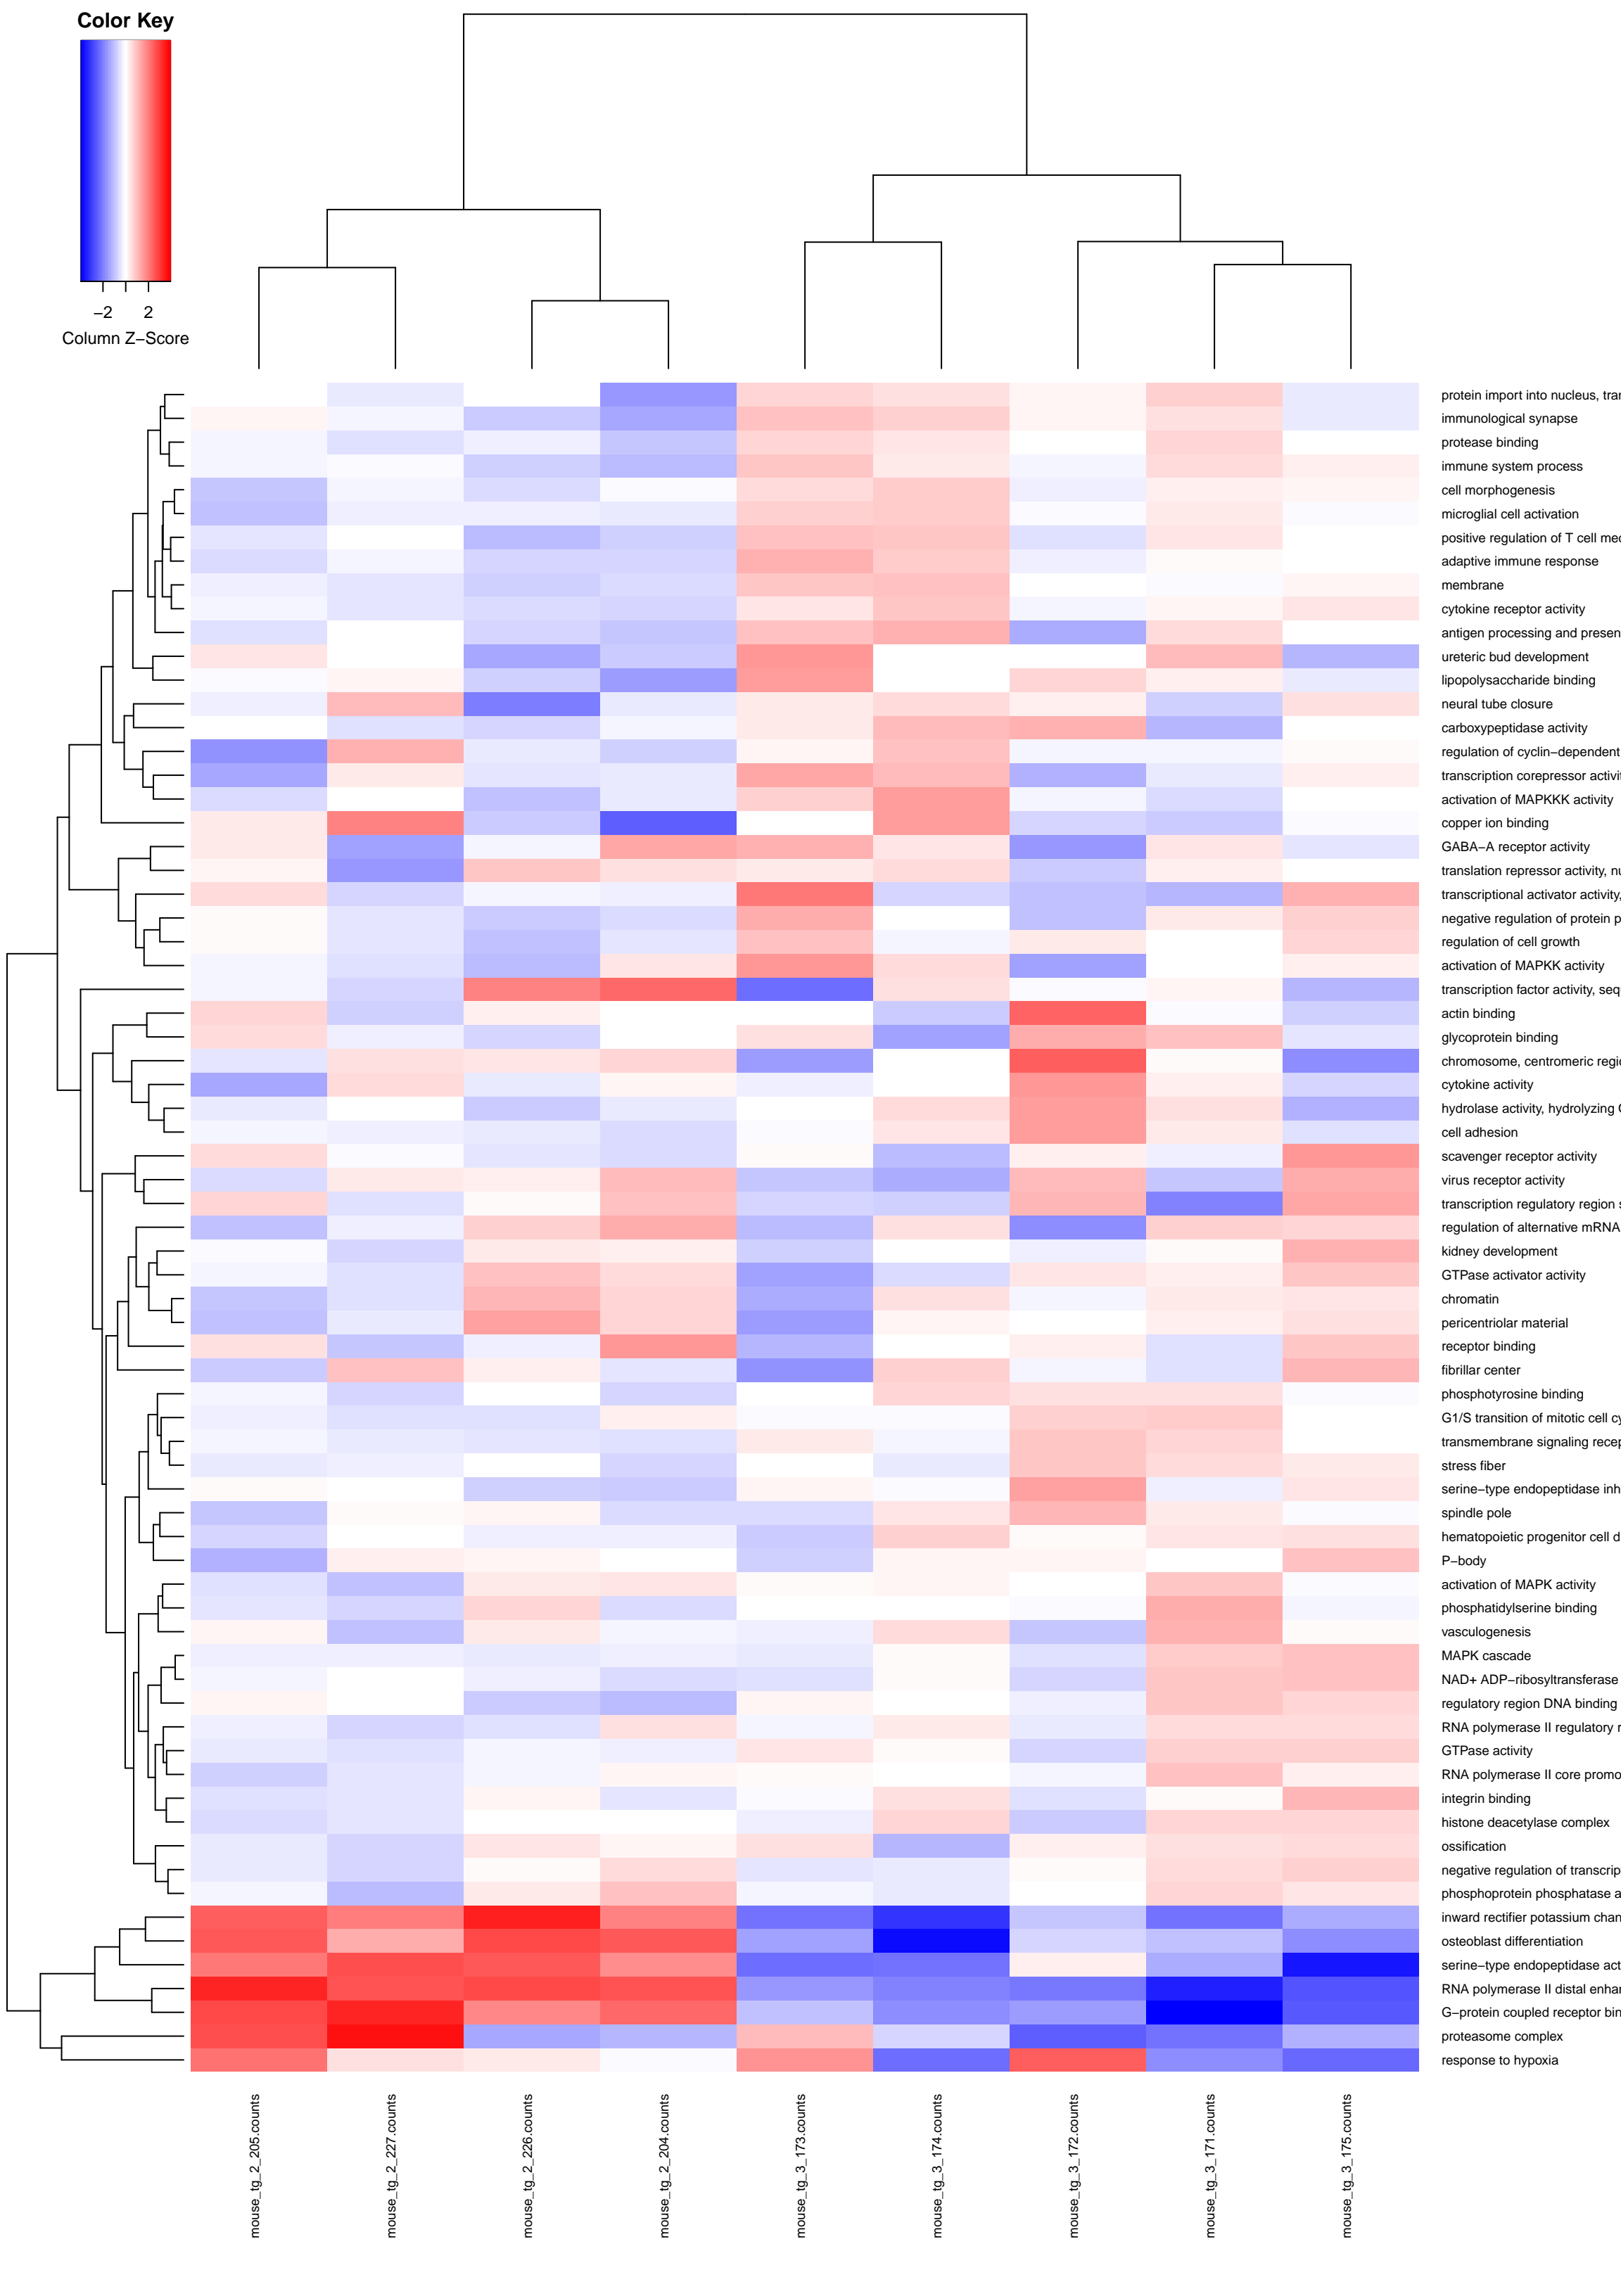 Color Key
−2 2
Column Z−Score
protein import into nucleus, tran
immunological synapse
protease binding
immune system process
cell morphogenesis
microglial cell activation
positive regulation of T cell med
adaptive immune response
membrane
cytokine receptor activity
antigen processing and presen
ureteric bud development
lipopolysaccharide binding
neural tube closure
carboxypeptidase activity
regulation of cyclin−dependent
transcription corepressor activi
activation of MAPKKK activity
copper ion binding
GABA−A receptor activity
translation repressor activity, nu
transcriptional activator activity,
negative regulation of protein p
regulation of cell growth
activation of MAPKK activity
transcription factor activity, seq
actin binding
glycoprotein binding
chromosome, centromeric regi
cytokine activity
hydrolase activity, hydrolyzing
cell adhesion
scavenger receptor activity
virus receptor activity
transcription regulatory region s
regulation of alternative mRNA
kidney development
GTPase activator activity
chromatin
pericentriolar material
receptor binding
fibrillar center
phosphotyrosine binding
G1/S transition of mitotic cell cy
transmembrane signaling recep
stress fiber
serine−type endopeptidase inh
spindle pole
hematopoietic progenitor cell d
P−body
activation of MAPK activity
phosphatidylserine binding
vasculogenesis
MAPK cascade
NAD+ ADP−ribosyltransferase
regulatory region DNA binding
RNA polymerase II regulatory r
GTPase activity
RNA polymerase II core promo
integrin binding
histone deacetylase complex
ossification
negative regulation of transcrip
phosphoprotein phosphatase a
inward rectifier potassium chan
osteoblast differentiation
serine−type endopeptidase act
RNA polymerase II distal enhan
G−protein coupled receptor bin
proteasome complex
response to hypoxia
mouse_tg_2_205.counts
mouse_tg_2_227.counts
mouse_tg_2_226.counts
mouse_tg_2_204.counts
mouse_tg_3_173.counts
mouse_tg_3_174.counts
mouse_tg_3_172.counts
mouse_tg_3_171.counts
mouse_tg_3_175.counts